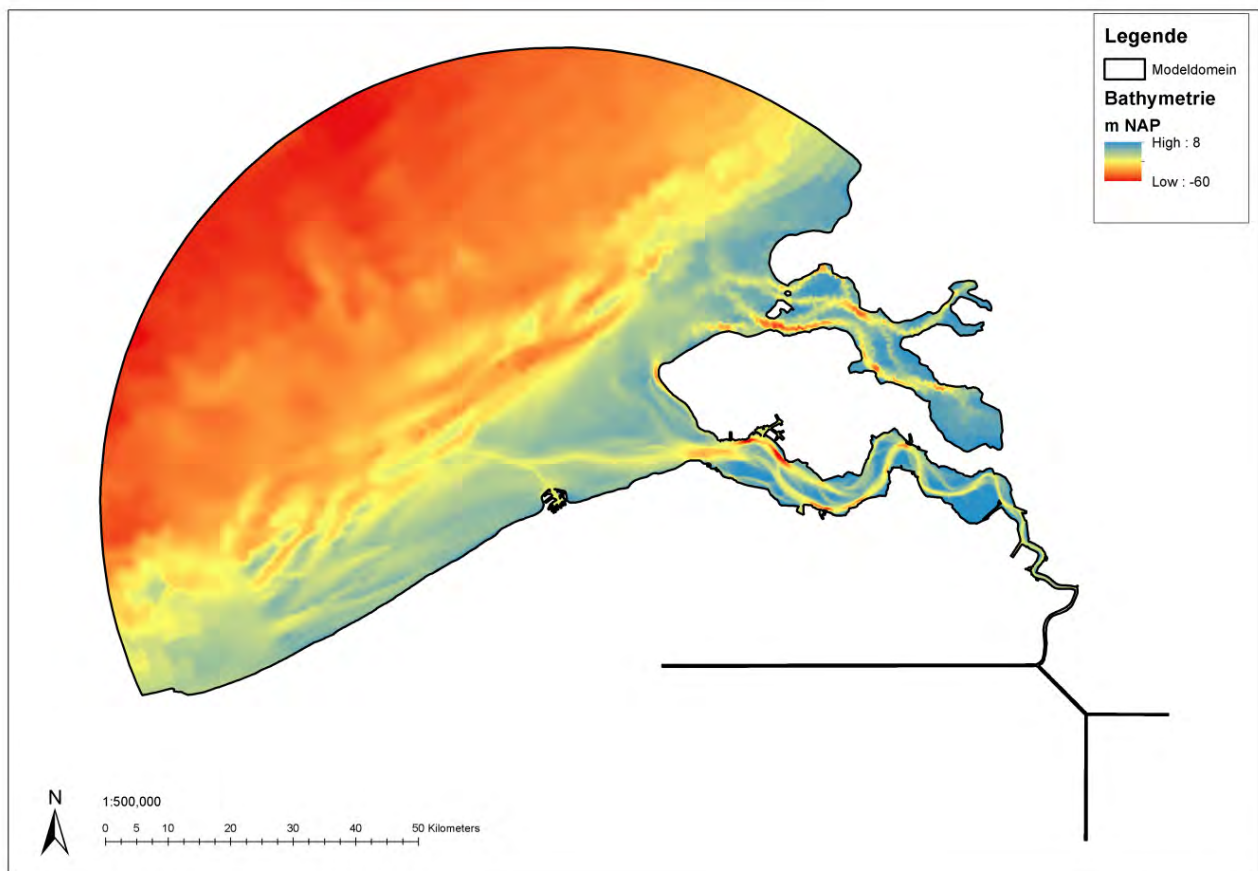 Legende
Modeldomein
Bathymetrie
m NAP
High : 8
Low : -60
N
1:500,000
0 5 10 20 30 40 50 Kilometers